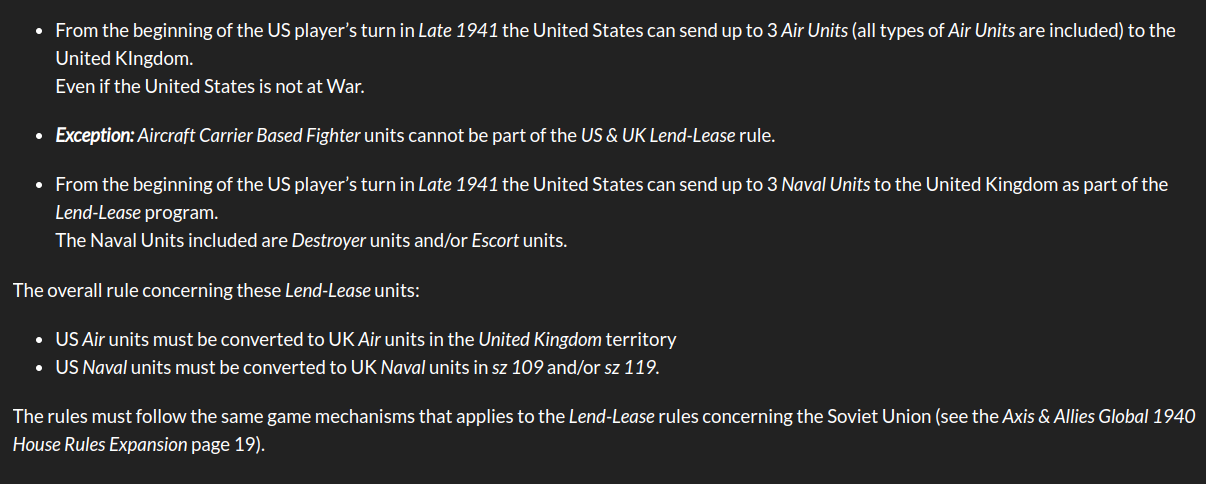 • From the beginning of the US player’s turn in Late 1941 the United States can send up to 3 Air Units (all types of Air Units are included) to the
United KIngdom.
Even if the United States is not at War.
• Exception: Aircraft Carrier Based Fighter units cannot be part of the US & UK Lend-Lease rule.
• From the beginning of the US player’s turn in Late 1941 the United States can send up to 3 Naval Units to the United Kingdom as part of the
Lend-Lease program.
The Naval Units included are Destroyer units and/or Escort units.
The overall rule concerning these Lend-Lease units:
• US Air units must be converted to UK Air units in the United Kingdom territory
• US Naval units must be converted to UK Naval units in sz 109 and/or sz 119.
The rules must follow the same game mechanisms that applies to the Lend-Lease rules concerning the Soviet Union (see the Axis & Allies Global 1940
House Rules Expansion page 19).